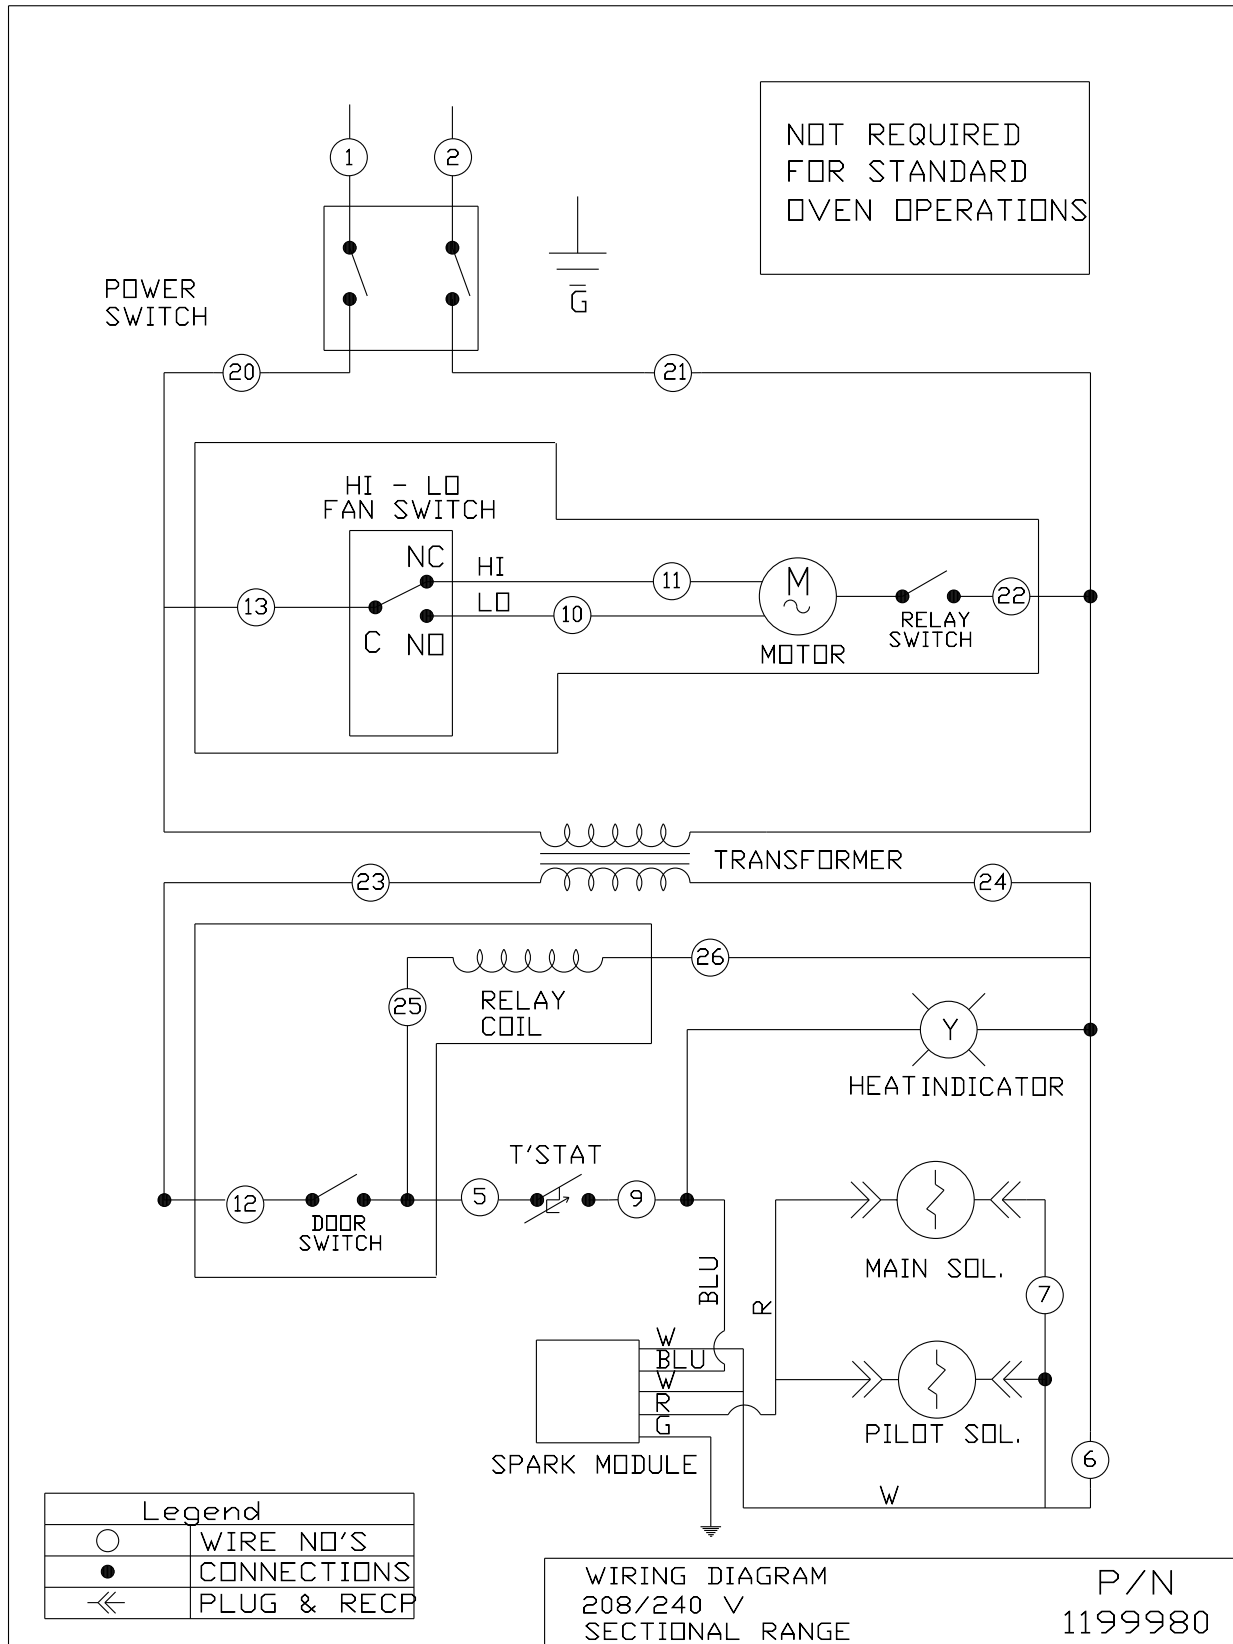 1
2
NOT REQUIRED
FOR STANDARD
OVEN OPERATIONS
POWER
SWITCH
G
20
21
HI - LO
FAN SWITCH
NC
HI
11
M
13
LO
10
22
C
NO
RELAY
SWITCH
MOTOR
TRANSFORMER
23
24
26
25
RELAY
COIL
Y
HEAT INDICATOR
T'STAT
12
5
9
DOOR
SWITCH
MAIN SOL.
BLU
R
7
W
BLU
W
R
G
PILOT SOL.
SPARK MODULE
6
W
Legend
WIRE NO'S
CONNECTIONS
PLUG & RECP
WIRING DIAGRAM
208/240 V
SECTIONAL RANGE
P/N
1199980